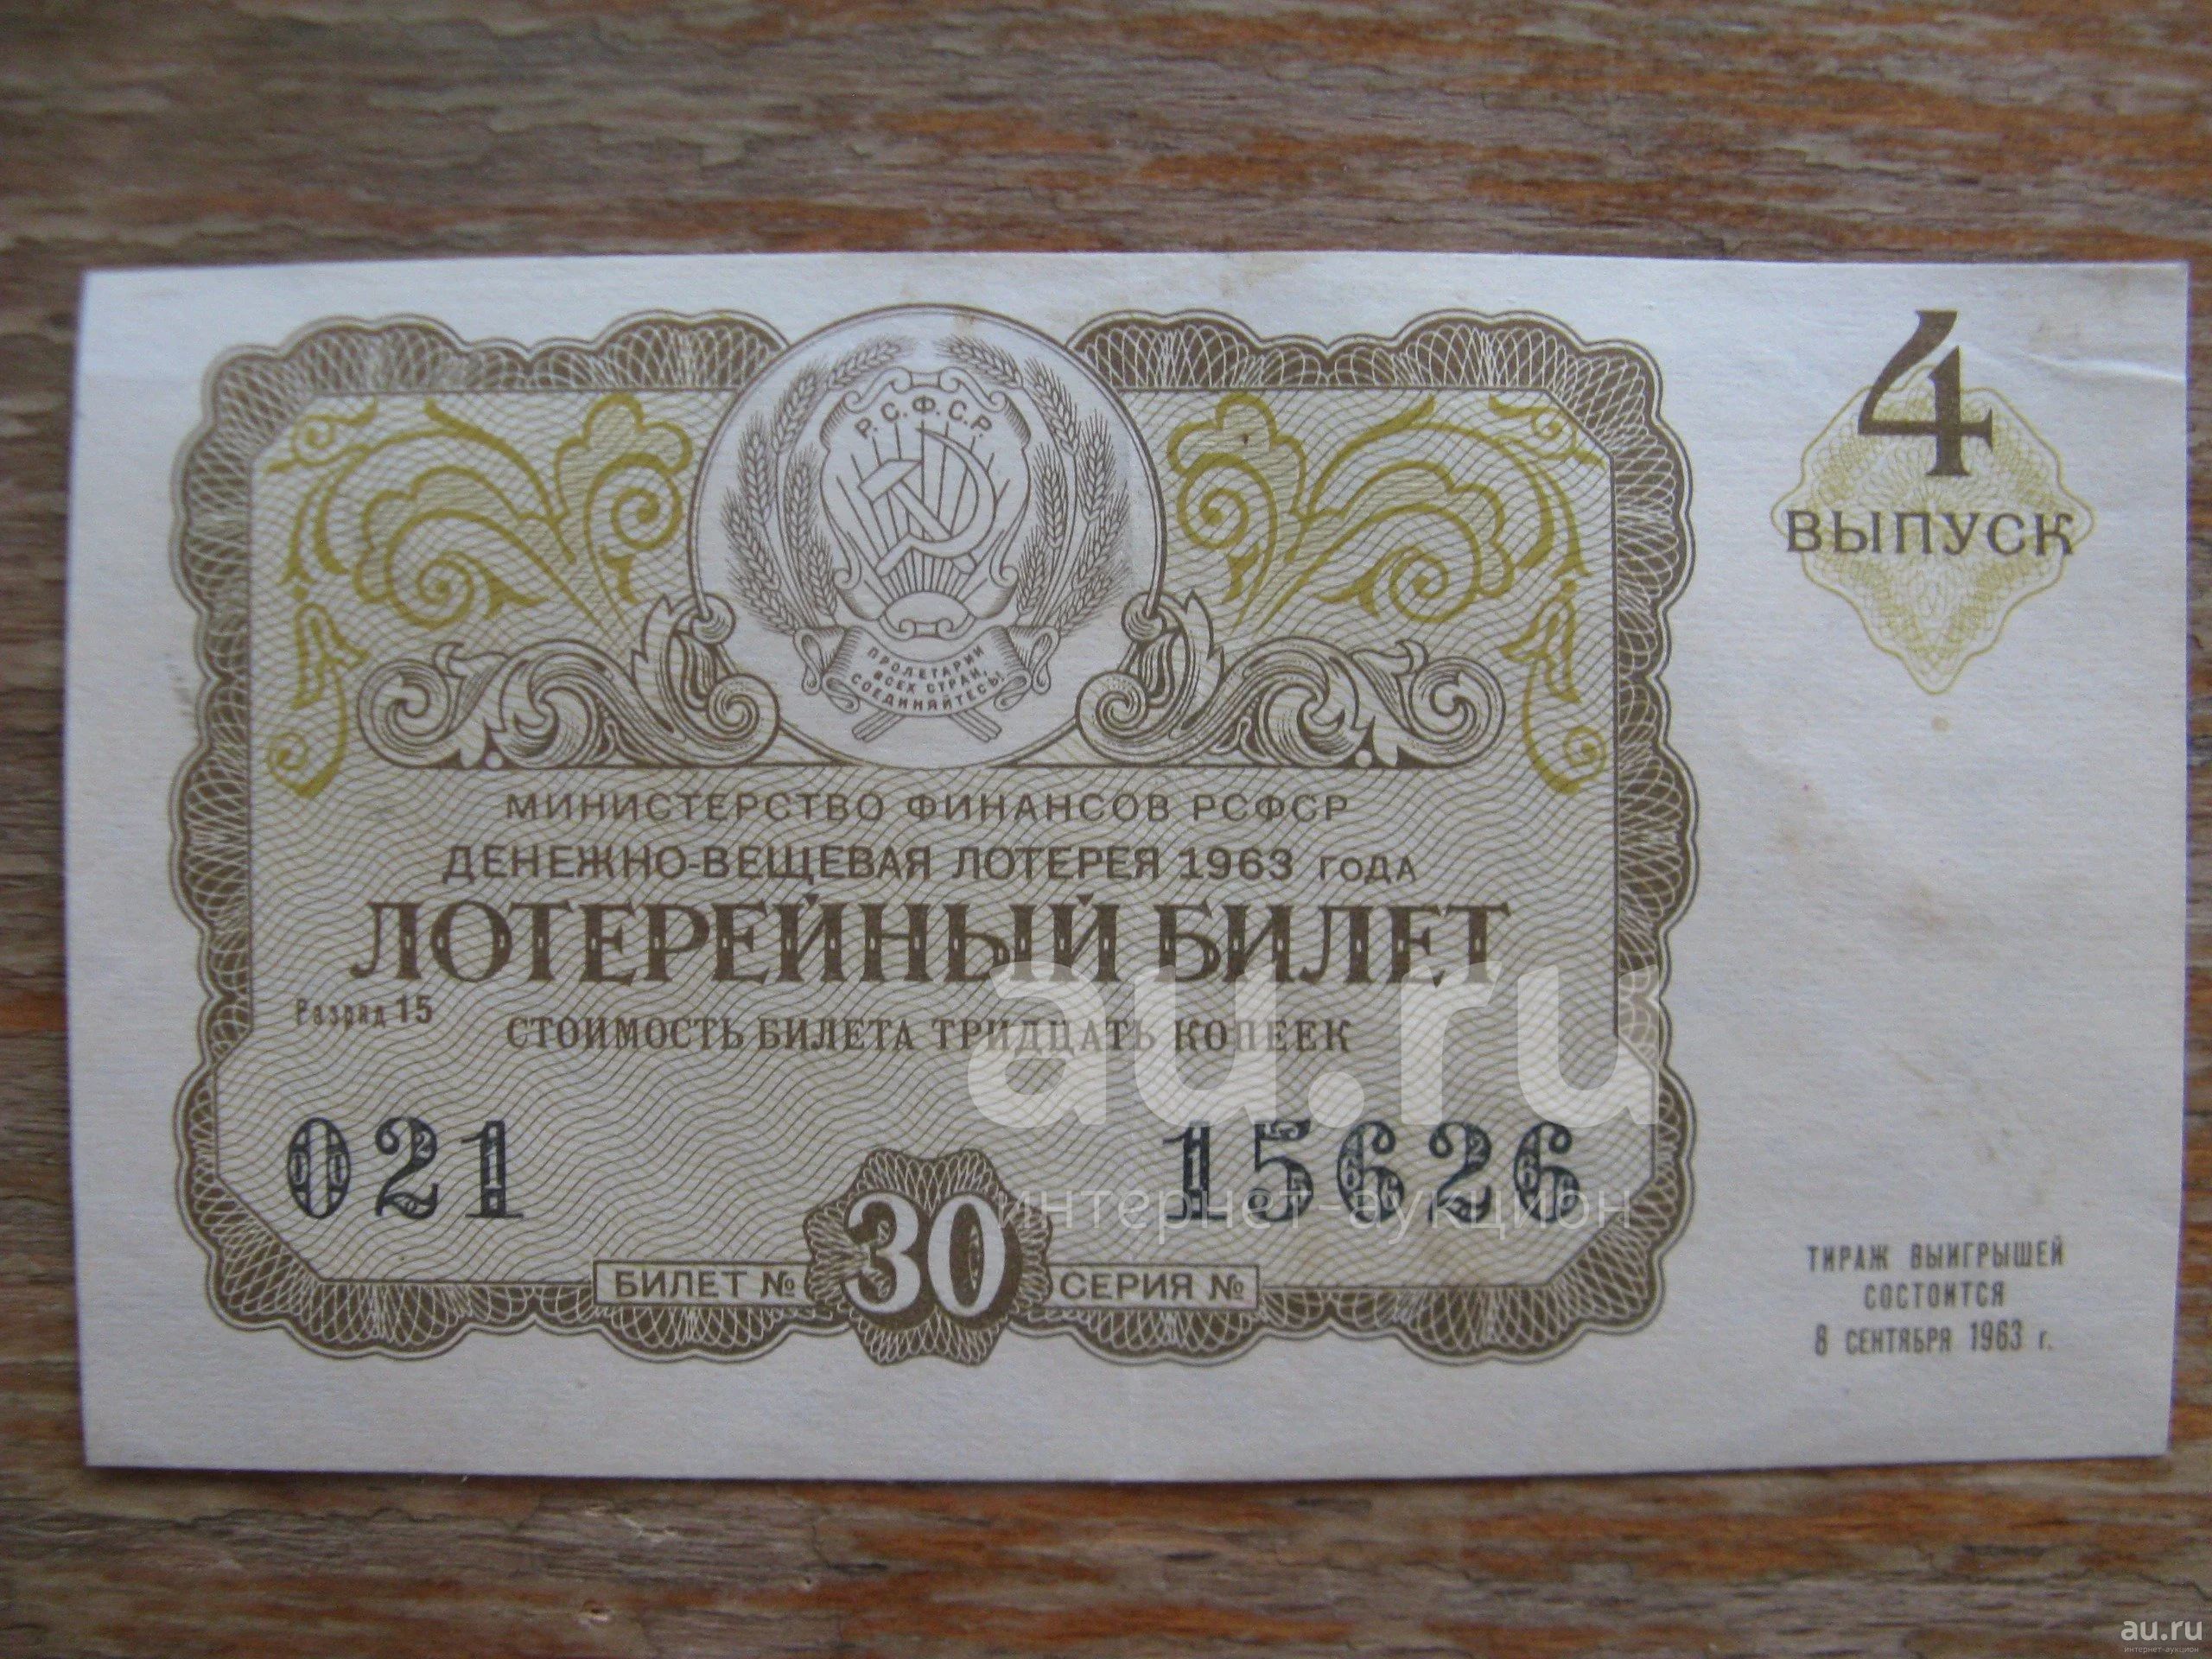 4
ВЫПУСК
Р.С.Ф.С.Р.
ПРОЛЕТАРИИ
ВСЕХ СТРАН,
СОЕДИНЯЙТЕСЬ!
МИНИСТЕРСТВО ФИНАНСОВ РСФСР
ДЕНЕЖНО-ВЕЩЕВАЯ ЛОТЕРЕЯ 1963 ГОДА
ЛОТЕРЕЙНЫЙ БИЛЕТ
Разряд 15
СТОИМОСТЬ БИЛЕТА ТРИДЦАТЬ КОПЕЕК
021 15626
БИЛЕТ № 30 СЕРИЯ №
ТИРАЖ ВЫИГРЫШЕЙ
СОСТОИТСЯ
8 СЕНТЯБРЯ 1963 г.
au.ru
интернет-аукцион
au.ru
интернет-аукцион